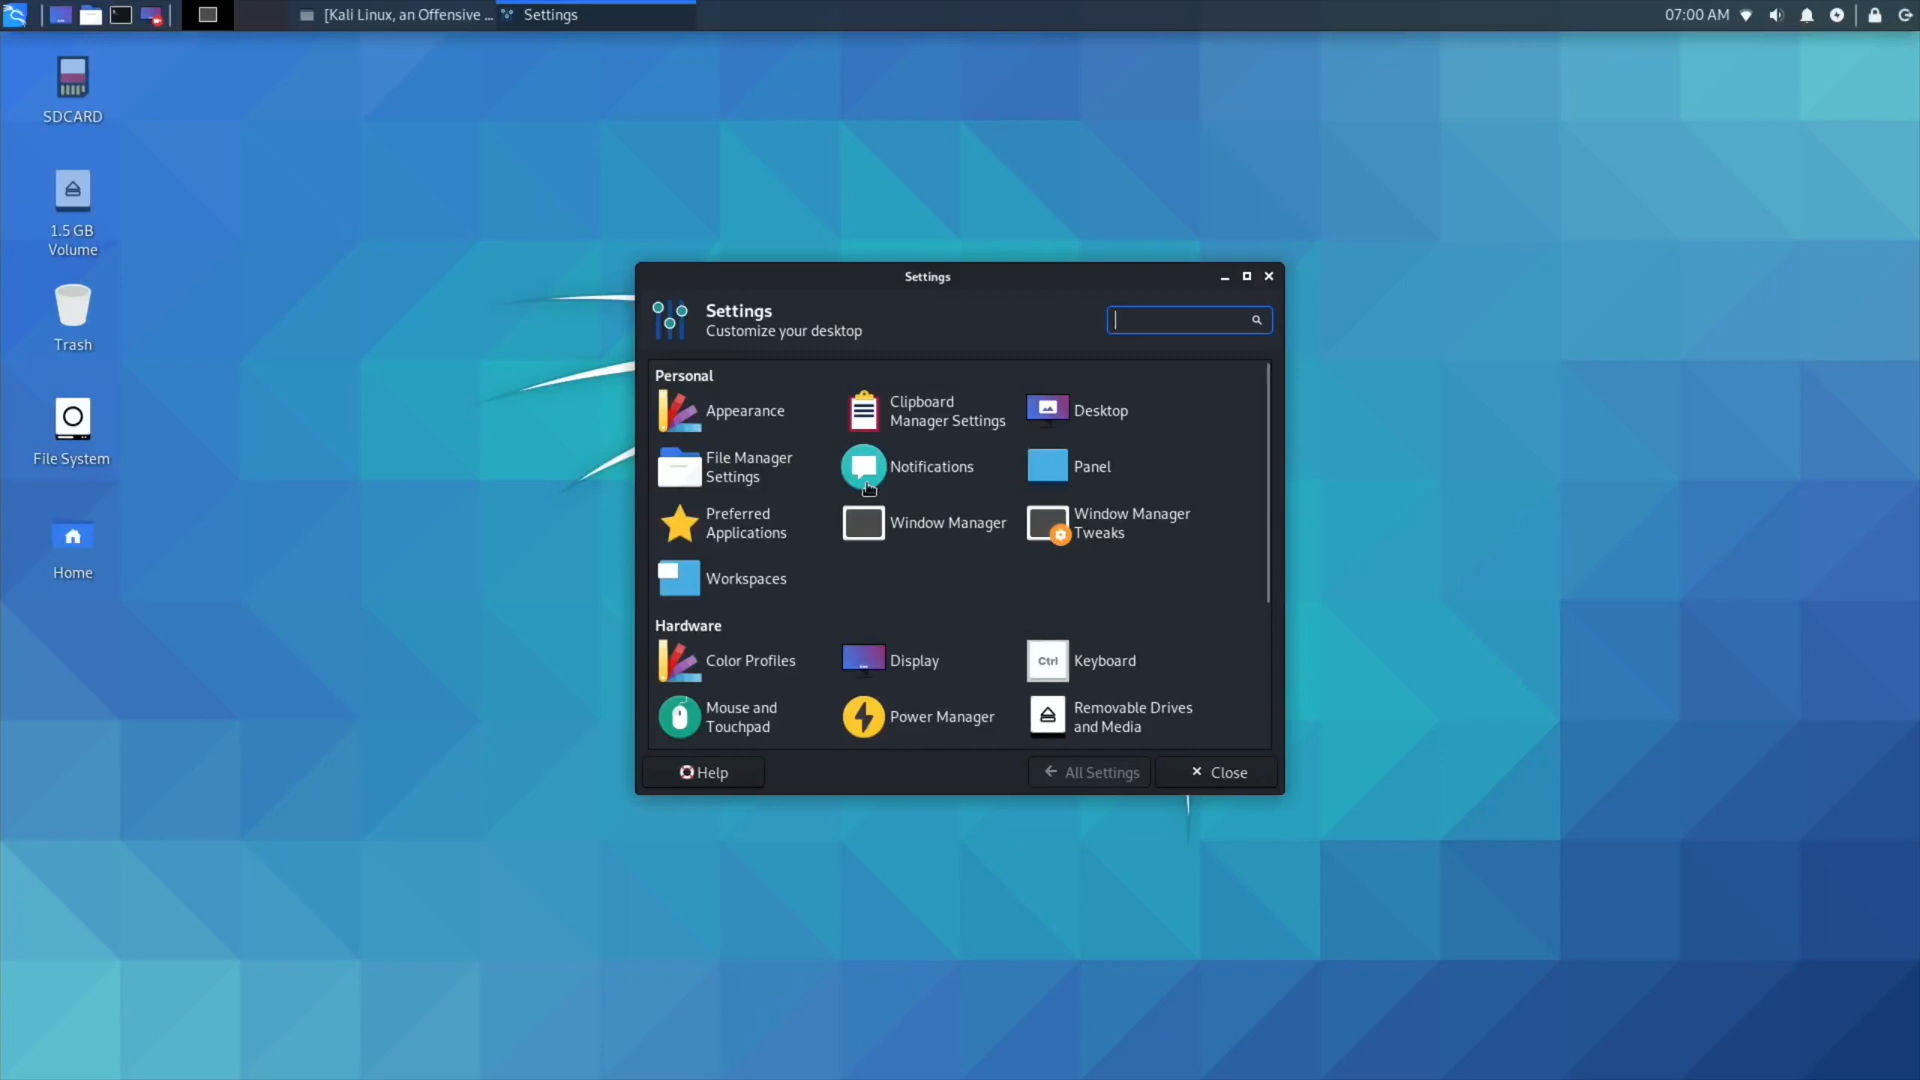 [Kali Linux, an Offensive ...
Settings
07:00 AM
SDCARD
1.5 GB
Volume
Trash
File System
Home
Settings
Settings
Customize your desktop
Personal
Appearance
Clipboard
Manager Settings
Desktop
File Manager
Settings
Notifications
Panel
Preferred
Applications
Window Manager
Window Manager
Tweaks
Workspaces
Hardware
Color Profiles
Display
Ctrl
Keyboard
Mouse and
Touchpad
Power Manager
Removable Drives
and Media
Help
All Settings
Close